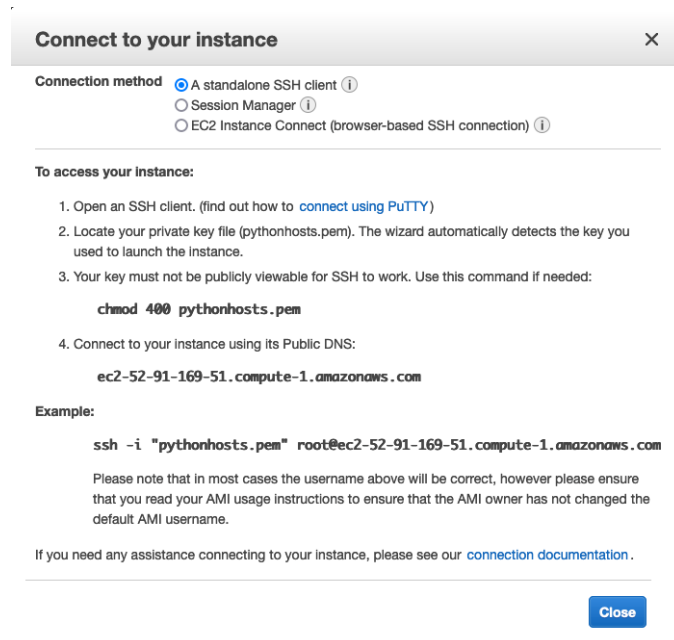 Connect to your instance
Connection method
A standalone SSH client
Session Manager
EC2 Instance Connect (browser-based SSH connection)
To access your instance:
1. Open an SSH client. (find out how to connect using PuTTY)
2. Locate your private key file (pythonhosts.pem). The wizard automatically detects the key you
used to launch the instance.
3. Your key must not be publicly viewable for SSH to work. Use this command if needed:
chmod 400 pythonhosts.pem
4. Connect to your instance using its Public DNS:
ec2-52-91-169-51.compute-1.amazonaws.com
Example:
ssh -i "pythonhosts.pem" root@ec2-52-91-169-51.compute-1.amazonaws.com
Please note that in most cases the username above will be correct, however please ensure
that you read your AMI usage instructions to ensure that the AMI owner has not changed the
default AMI username.
If you need any assistance connecting to your instance, please see our connection documentation.
Close